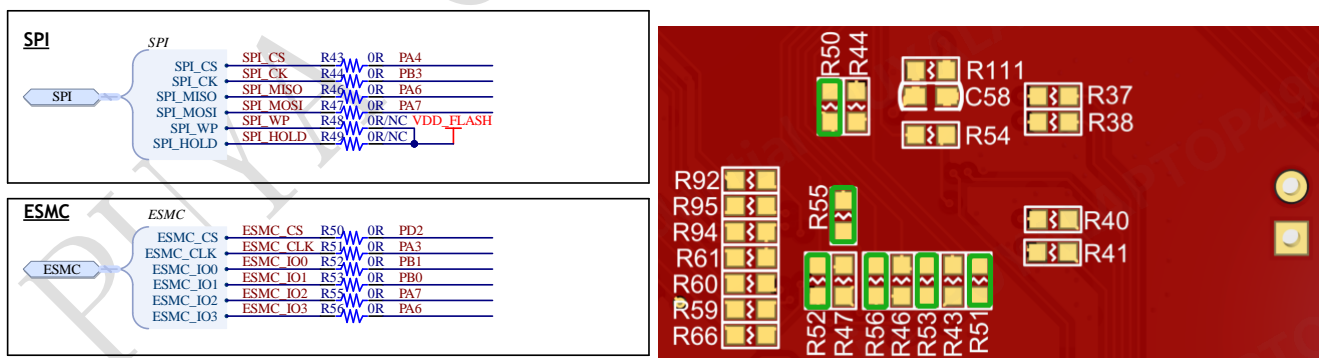 SPI
SPI
SPI
SPI_CS SPI_CS R43 0R PA4
SPI_CK SPI_CK R44 0R PB3
SPI_MISO SPI_MISO R46 0R PA6
SPI_MOSI SPI_MOSI R47 0R PA7
SPI_WP SPI_WP R48 0R/NC VDD_FLASH
SPI_HOLD SPI_HOLD R49 0R/NC
ESMC
ESMC
ESMC
ESMC_CS ESMC_CS R50 0R PD2
ESMC_CLK ESMC_CLK R51 0R PA3
ESMC_IO0 ESMC_IO0 R52 0R PB1
ESMC_IO1 ESMC_IO1 R53 0R PB0
ESMC_IO2 ESMC_IO2 R55 0R PA7
ESMC_IO3 ESMC_IO3 R56 0R PA6
PUYA
R50
R44
R111
C58
R54
R37
R38
R92
R95
R94
R61
R60
R59
R66
R55
R40
R41
R52
R47
R56
R46
R53
R43
R51